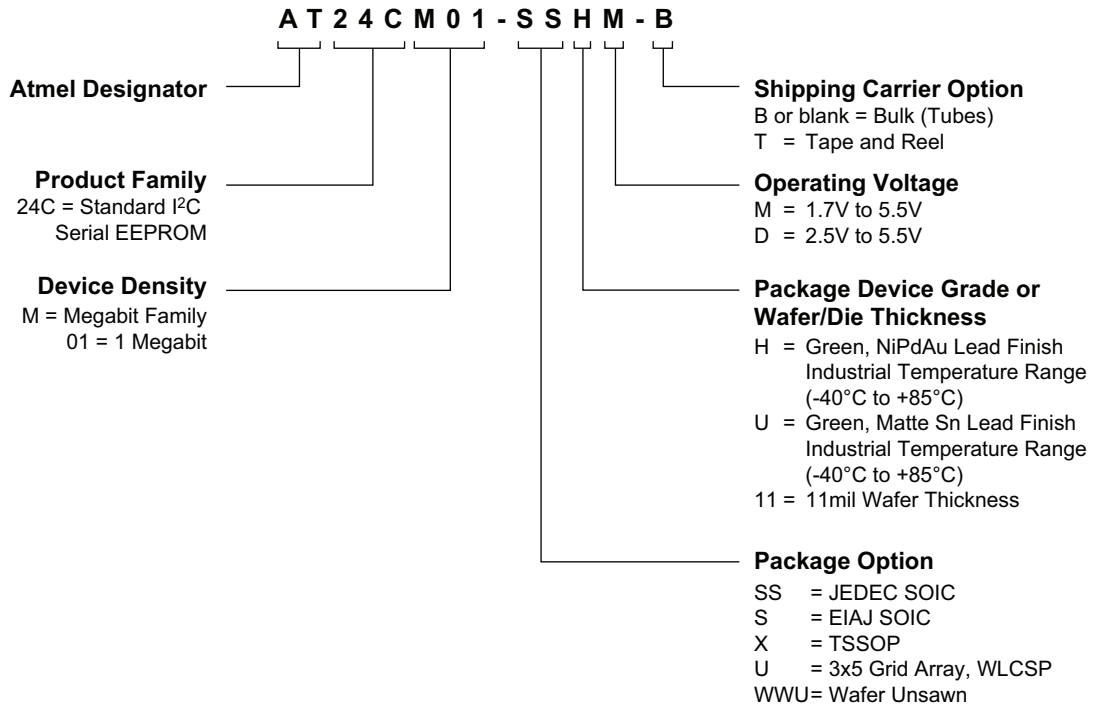 AT24CM01-SSHM-B
Atmel Designator
Product Family
24C = Standard I²C
Serial EEPROM
Device Density
M = Megabit Family
01 = 1 Megabit
Shipping Carrier Option
B or blank = Bulk (Tubes)
T = Tape and Reel
Operating Voltage
M = 1.7V to 5.5V
D = 2.5V to 5.5V
Package Device Grade or
Wafer/Die Thickness
H = Green, NiPdAu Lead Finish
Industrial Temperature Range
(-40°C to +85°C)
U = Green, Matte Sn Lead Finish
Industrial Temperature Range
(-40°C to +85°C)
11 = 11mil Wafer Thickness
Package Option
SS = JEDEC SOIC
S = EIAJ SOIC
X = TSSOP
U = 3x5 Grid Array, WLCSP
WWU= Wafer Unsawn